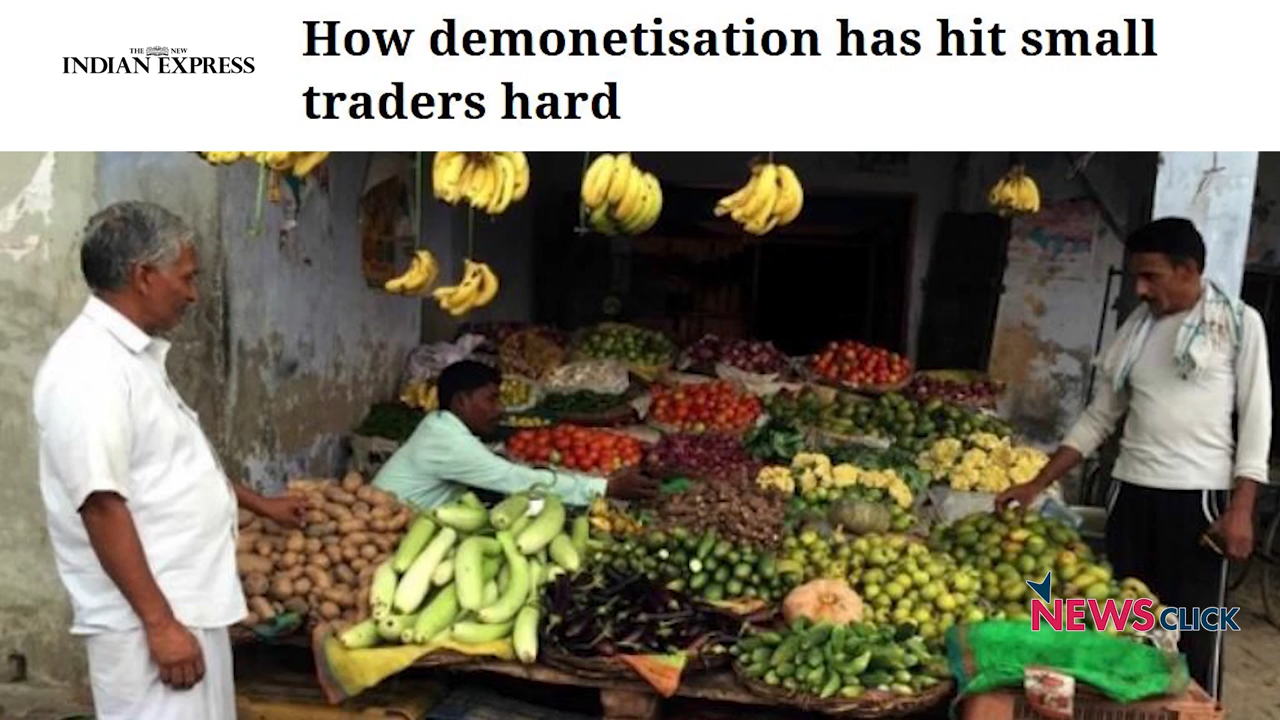 THE NEW
INDIAN EXPRESS
How demonetisation has hit small
traders hard
NEWSCLICK